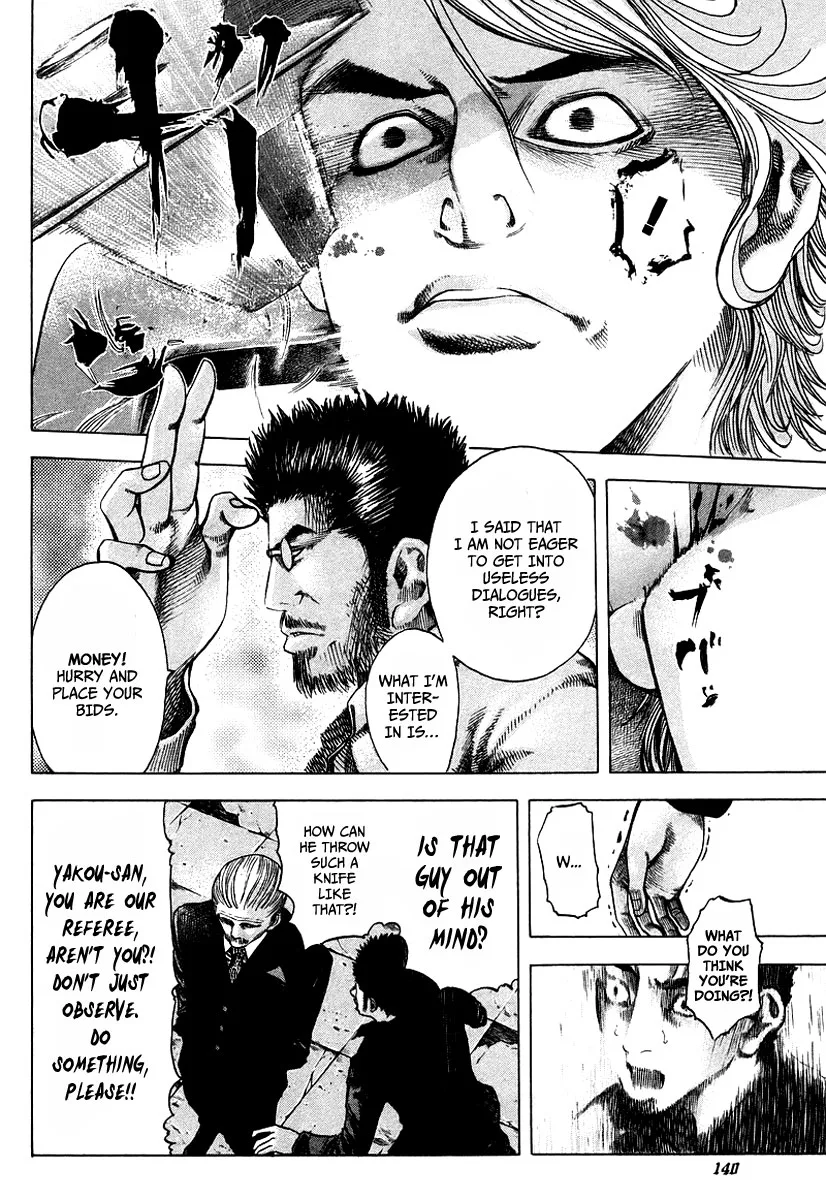 !
I SAID THAT
I AM NOT EAGER
TO GET INTO
USELESS
DIALOGUES,
RIGHT?
WHAT I'M
INTER-
ESTED
IN IS...
MONEY!
HURRY AND
PLACE YOUR
BIDS.
W...
WHAT
DO YOU
THINK
YOU'RE
DOING?!
IS THAT
GUY OUT
OF HIS
MIND?
HOW CAN
HE THROW
SUCH A
KNIFE
LIKE
THAT?!
YAKOU-SAN,
YOU ARE OUR
REFEREE,
AREN'T YOU?!
DON'T JUST
OBSERVE.
DO
SOMETHING,
PLEASE!!
140